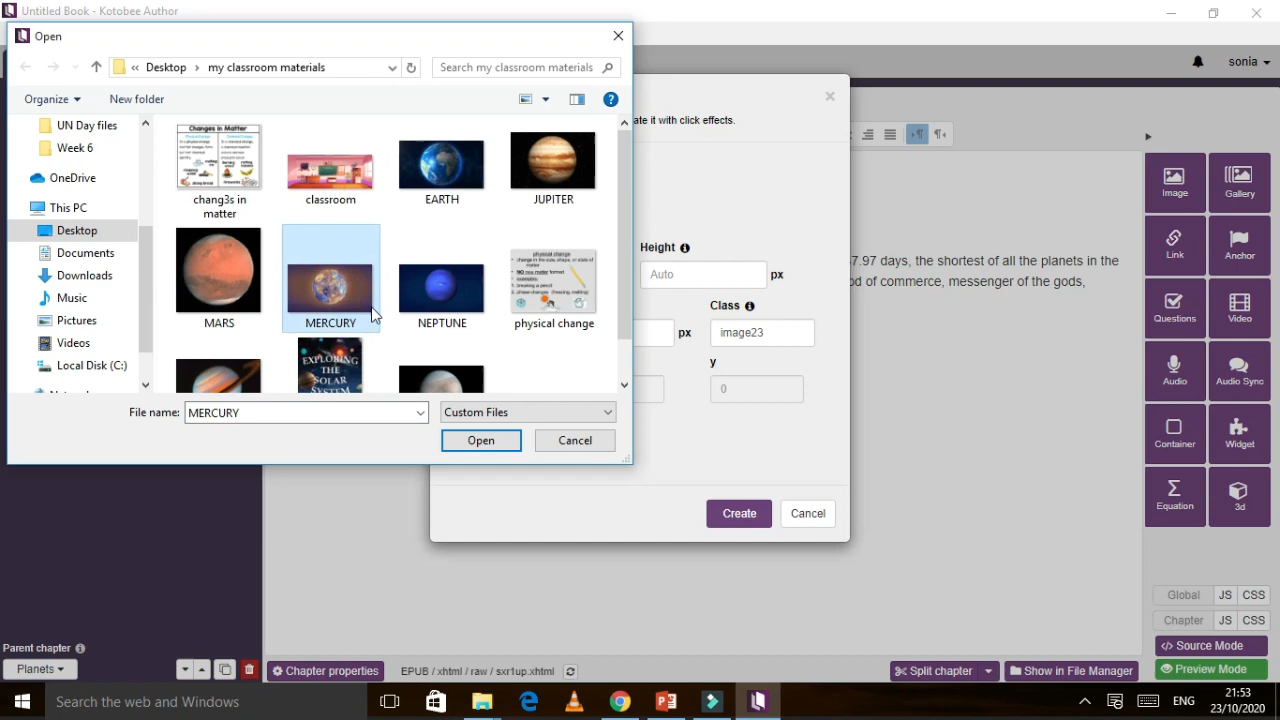 Untitled Book - Kotobee Author
Open
« Desktop › my classroom materials
Search my classroom materials
Organize
New folder
UN Day files
Week 6
OneDrive
This PC
Desktop
Documents
Downloads
Music
Pictures
Videos
Local Disk (C:)
Changes in Matter
chang3s in
matter
classroom
EARTH
JUPITER
MARS
MERCURY
NEPTUNE
physical change
physical change
EXPLORING
THE
SOLAR
SYSTEM
File name:
MERCURY
Custom Files
Open
Cancel
sonia
ate it with click effects.
Height
Auto
px
px
Class
image23
y
0
7.97 days, the shortest of all the planets in the
od of commerce, messenger of the gods,
Create
Cancel
Image
Gallery
Link
Anchor
Questions
Video
Audio
Audio Sync
Container
Widget
Equation
3d
Global JS CSS
Chapter JS CSS
</> Source Mode
Preview Mode
Parent chapter
Planets
Chapter properties
EPUB / xhtml / raw / sxr1up.xhtml
Split chapter
Show in File Manager
Search the web and Windows
ENG
21:53
23/10/2020